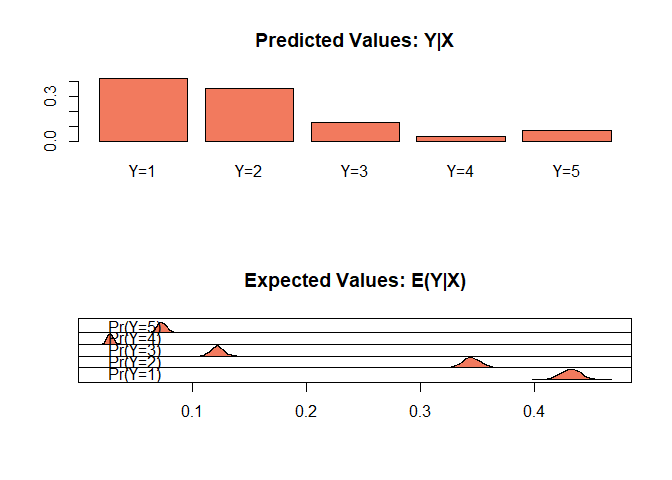 Predicted Values: Y|X
0.3
0.0
Y=1 Y=2 Y=3 Y=4 Y=5
Expected Values: E(Y|X)
Pr(Y=5)
Pr(Y=4)
Pr(Y=3)
Pr(Y=2)
Pr(Y=1)
0.1 0.2 0.3 0.4